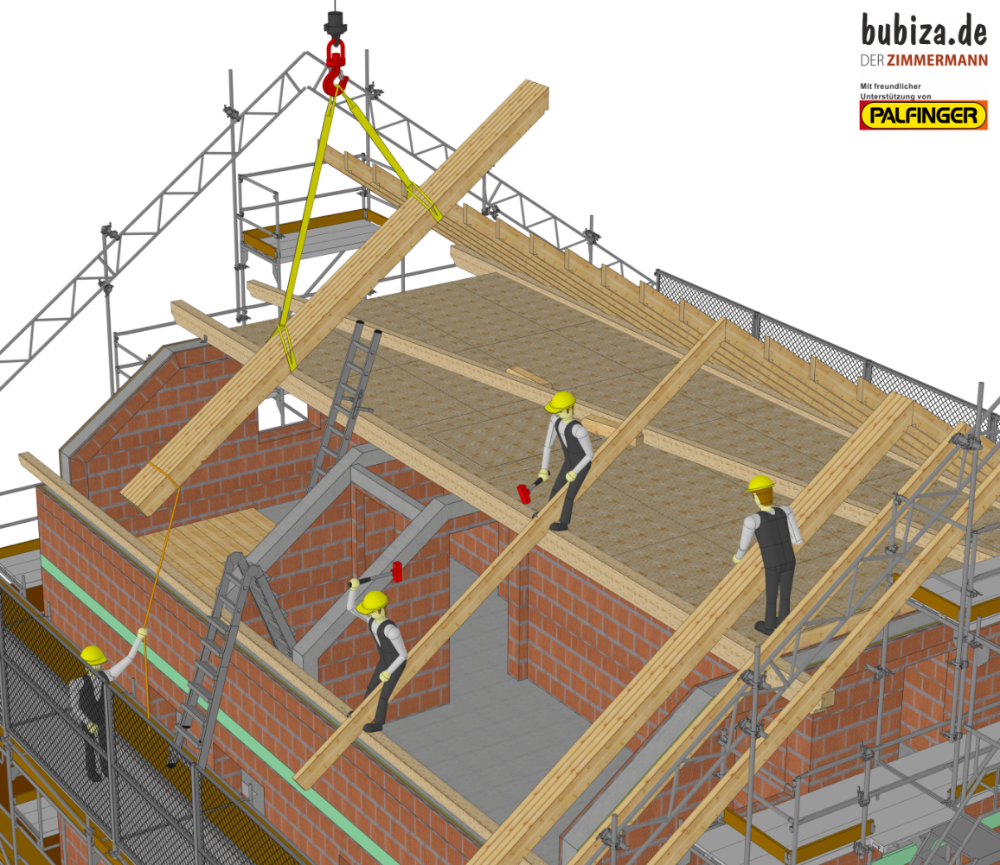 bubiza.de
DER ZIMMERMANN
Mit freundlicher
Unterstützung von
PALFINGER